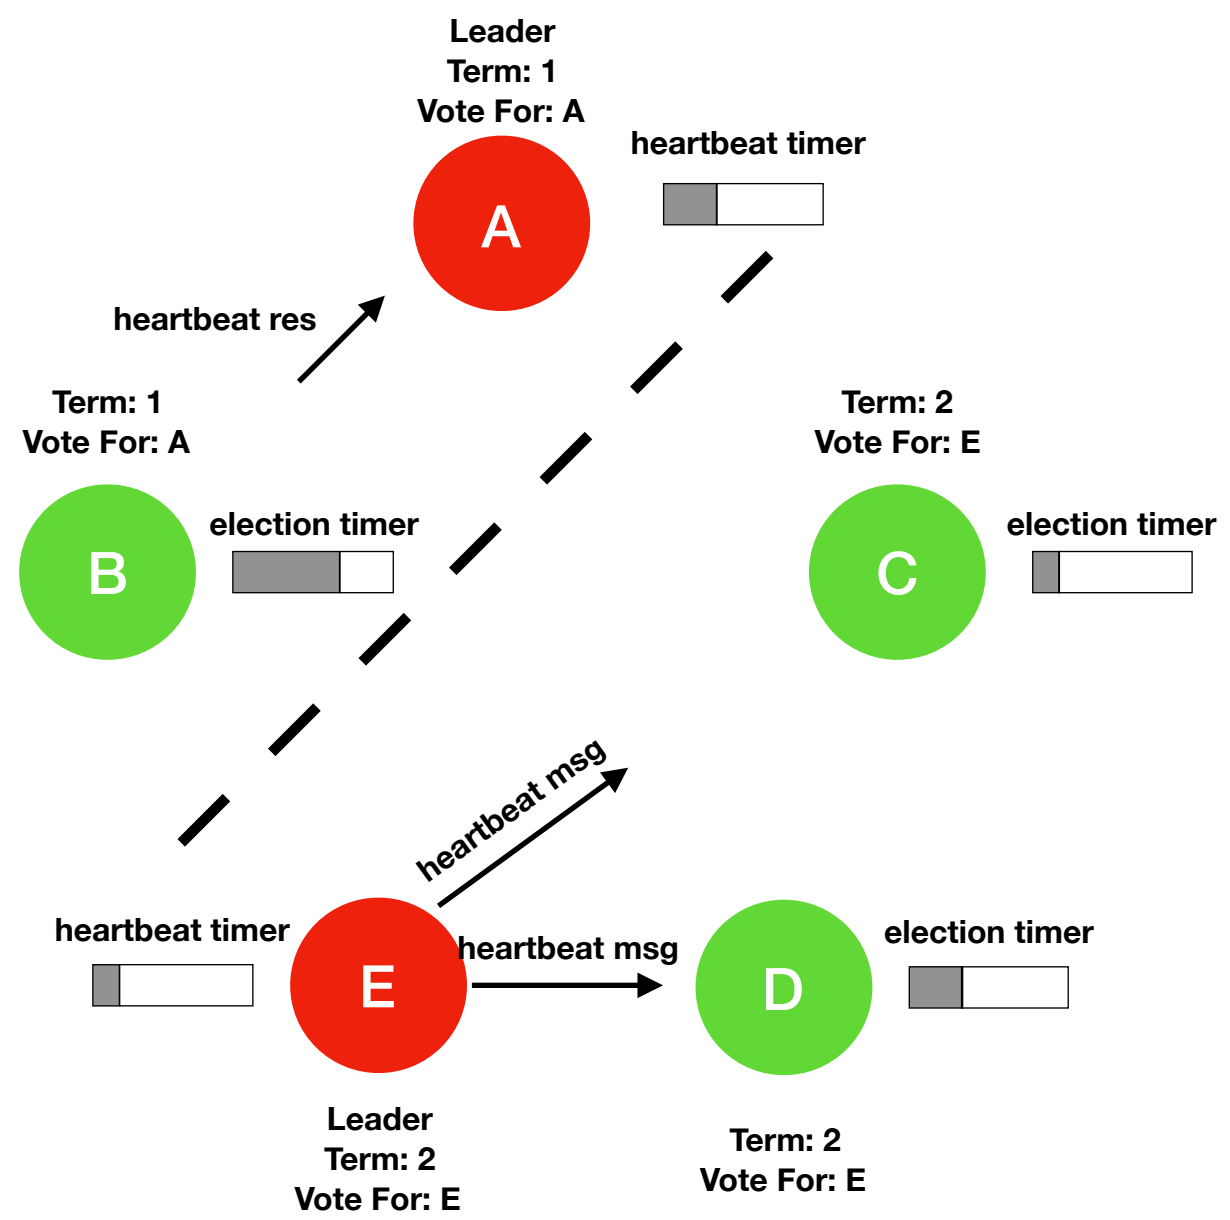 Leader
Term: 1
Vote For: A
A
heartbeat timer
heartbeat res
Term: 1
Vote For: A
B
election timer
Term: 2
Vote For: E
C
election timer
heartbeat msg
heartbeat timer
E
heartbeat msg
D
election timer
Leader
Term: 2
Vote For: E
Term: 2
Vote For: E